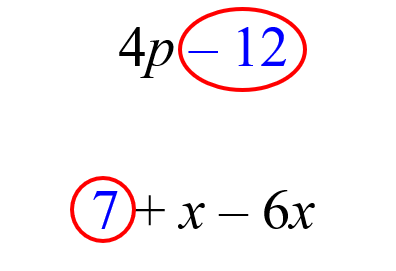 4p – 12
7 + x – 6x